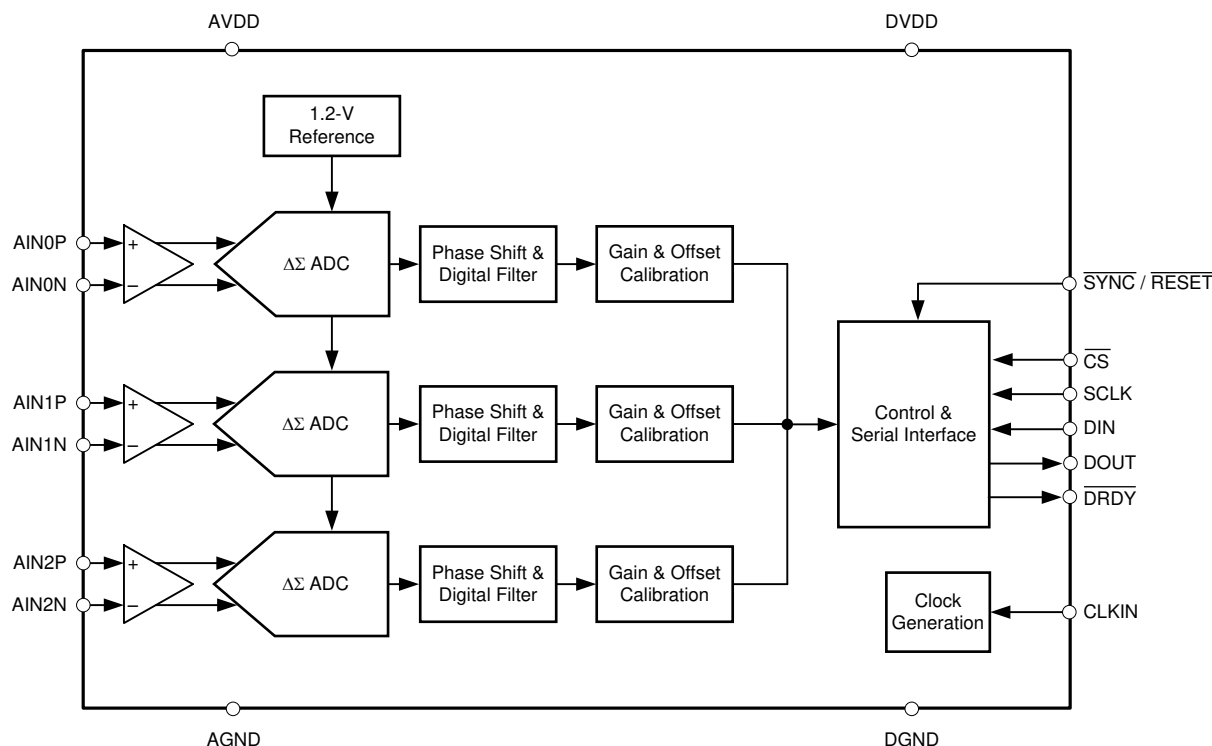 AVDD
DVDD
1.2-V
Reference
AIN0P
+
AIN0N
−
ΔΣ ADC
Phase Shift &
Digital Filter
Gain & Offset
Calibration
SYNC / RESET
AIN1P
+
AIN1N
−
ΔΣ ADC
Phase Shift &
Digital Filter
Gain & Offset
Calibration
Control &
Serial Interface
CS
SCLK
DIN
DOUT
DRDY
AIN2P
+
AIN2N
−
ΔΣ ADC
Phase Shift &
Digital Filter
Gain & Offset
Calibration
Clock
Generation
CLKIN
AGND
DGND